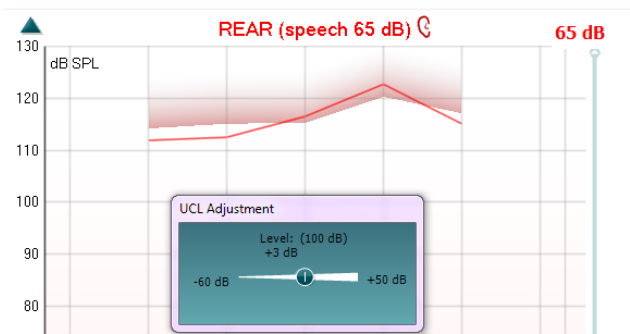 REAR (speech 65 dB)
65 dB
130
dB SPL
120
110
100
90
80
UCL Adjustment
Level: (100 dB)
+3 dB
-60 dB
+50 dB